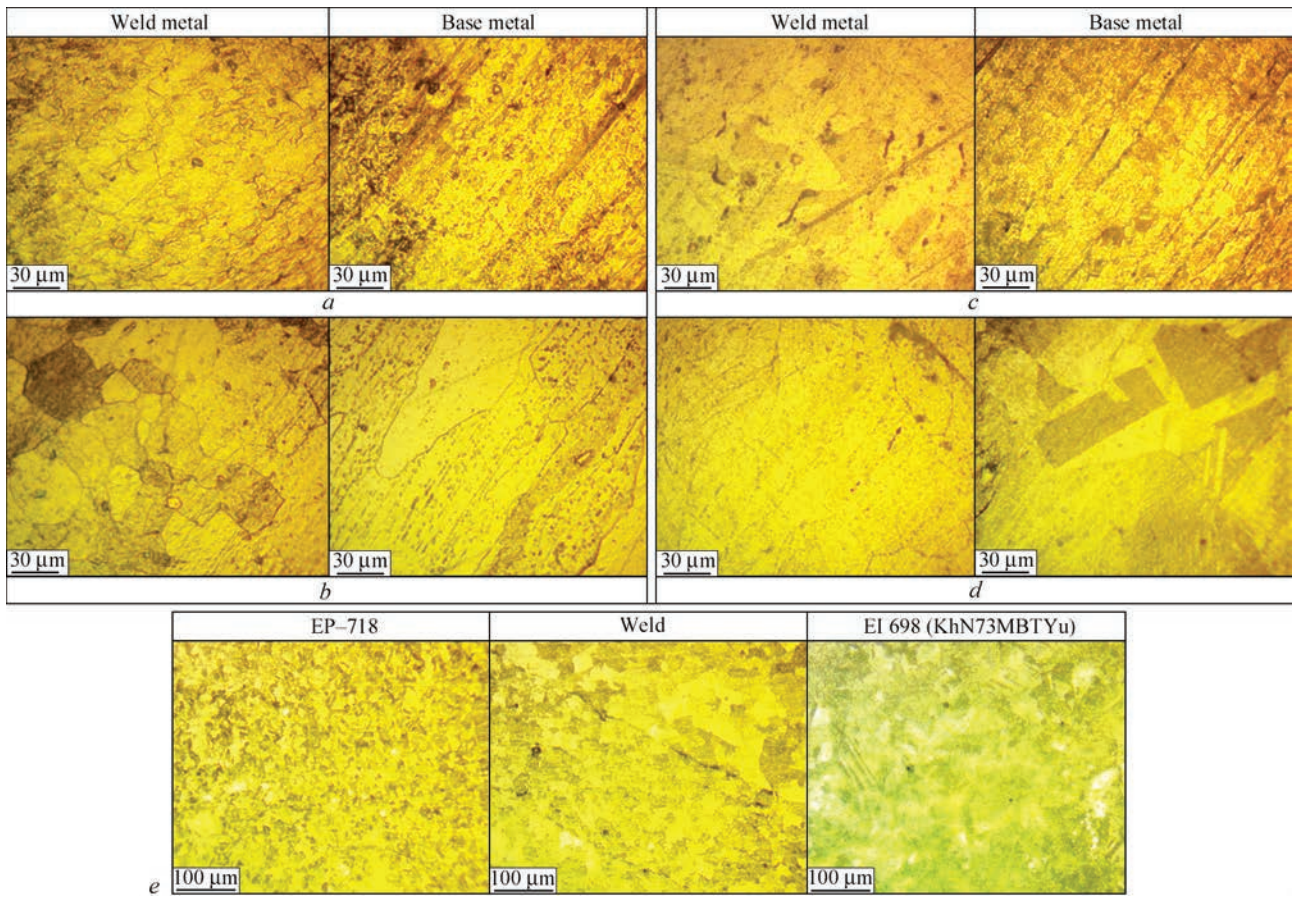 Weld metal Base metal Weld metal Base metal
30 μm 30 μm 30 μm 30 μm
a c
30 μm 30 μm 30 μm 30 μm
b d
EP–718 Weld EI 698 (KhN73MBTYu)
100 μm 100 μm 100 μm
e